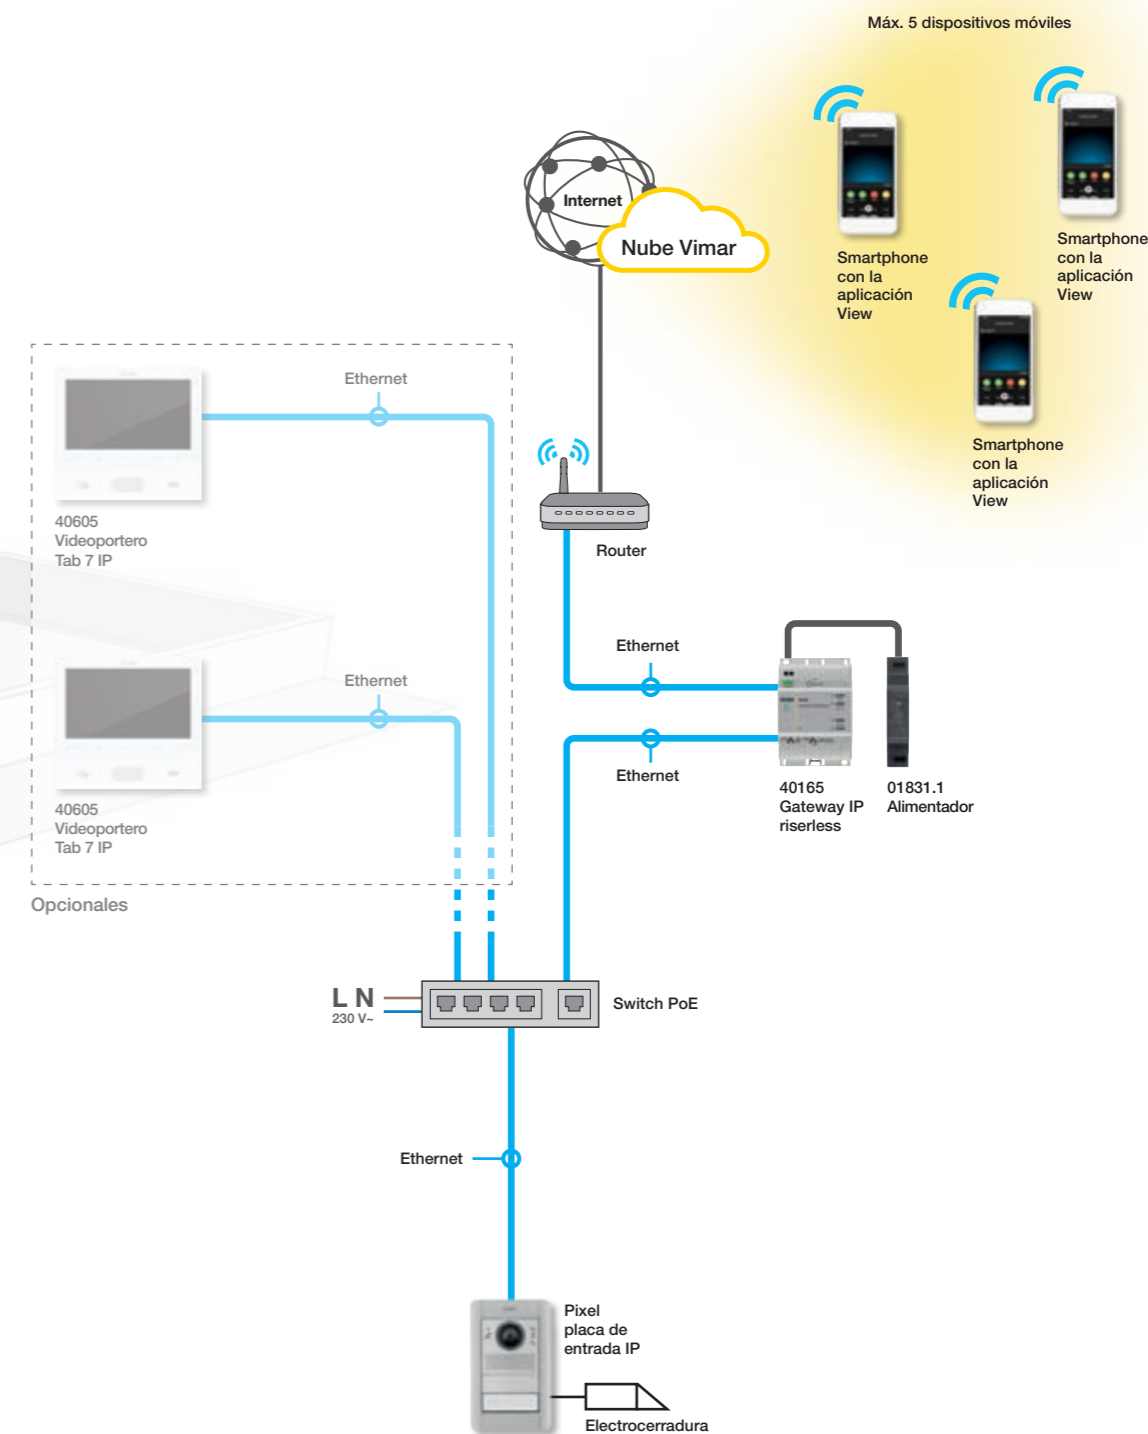 Máx. 5 dispositivos móviles
Internet
Nube Vimar
Smartphone
con la
aplicación
View
Smartphone
con la
aplicación
View
Smartphone
con la
aplicación
View
Ethernet
40605
Videoportero
Tab 7 IP
Router
Ethernet
Ethernet
40605
Videoportero
Tab 7 IP
Ethernet
40165
Gateway IP
riserless
01831.1
Alimentador
Opcionales
L N
230 V~
Switch PoE
Ethernet
Pixel
placa de
entrada IP
Electrocerradura